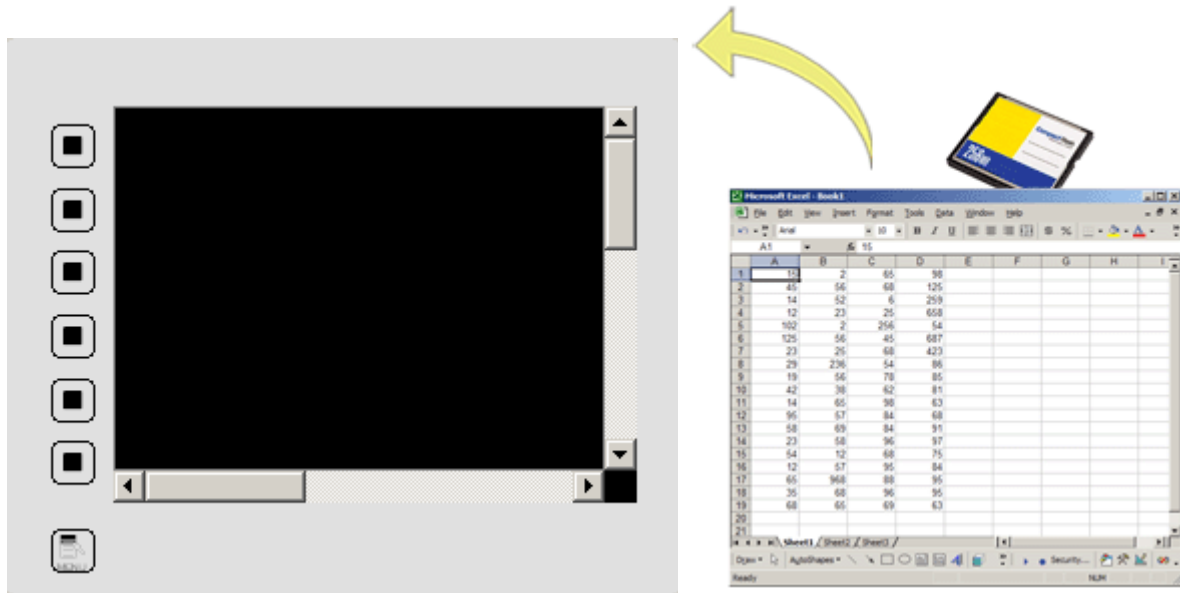 MENU
CompactFlash
Microsoft Excel - Book1
File Edit View Insert Format Tools Data Window Help
Arial 10 B I U $ %
A1 15
A B C D E F G H I
1 15 2 65 98
2 45 56 68 125
3 14 52 6 259
4 12 23 25 658
5 102 2 256 54
6 125 56 45 687
7 23 25 68 423
8 29 236 54 86
9 19 56 78 85
10 42 38 62 81
11 14 65 98 63
12 95 57 84 68
13 58 69 84 91
14 23 58 96 97
15 54 12 68 75
16 12 57 95 84
17 65 968 88 95
18 35 68 96 95
19 68 65 69 63
20
21
Sheet1 / Sheet2 / Sheet3 /
Draw AutoShapes Security...
Ready NUM